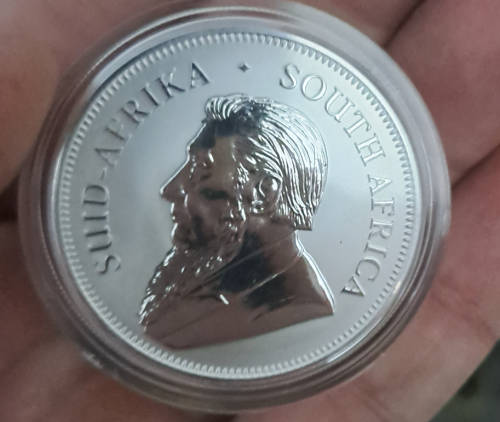 SUID-AFRIKA · SOUTH AFRICA